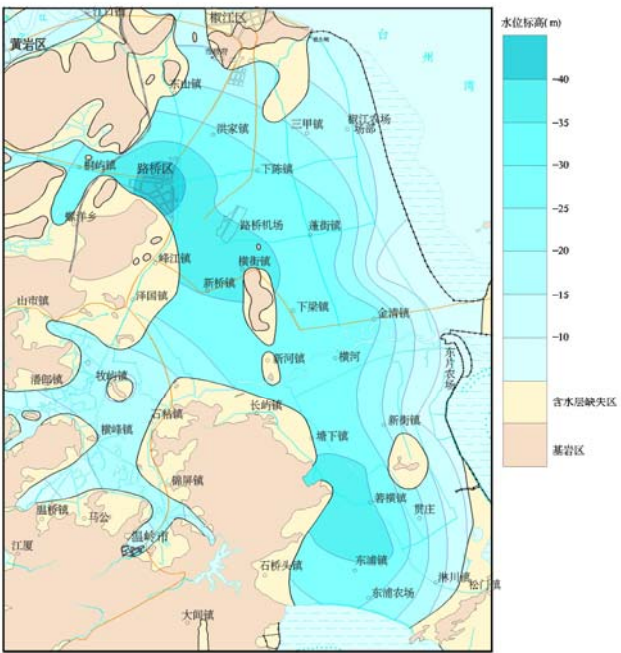 椒江区
水位标高(m)
台
黄岩区
州
湾
东山镇
洪家镇
三甲镇
椒江农场
场部
-40
-35
-30
-25
-20
-15
-10
含水层缺失区
基岩区
桐屿镇
路桥区
下陈镇
螺洋乡
路桥机场
蓬街镇
峰江镇
横街镇
山市镇
泽国镇
新桥镇
下梁镇
金清镇
东片农场
潘郎镇
牧屿镇
新河镇
横河
横峰镇
石粘镇
长屿镇
塘下镇
新街镇
锦屏镇
箬横镇
贯庄
温桥镇
马公
江厦
温岭市
石桥头镇
东浦镇
东浦农场
淋川镇
松门镇
大闾镇